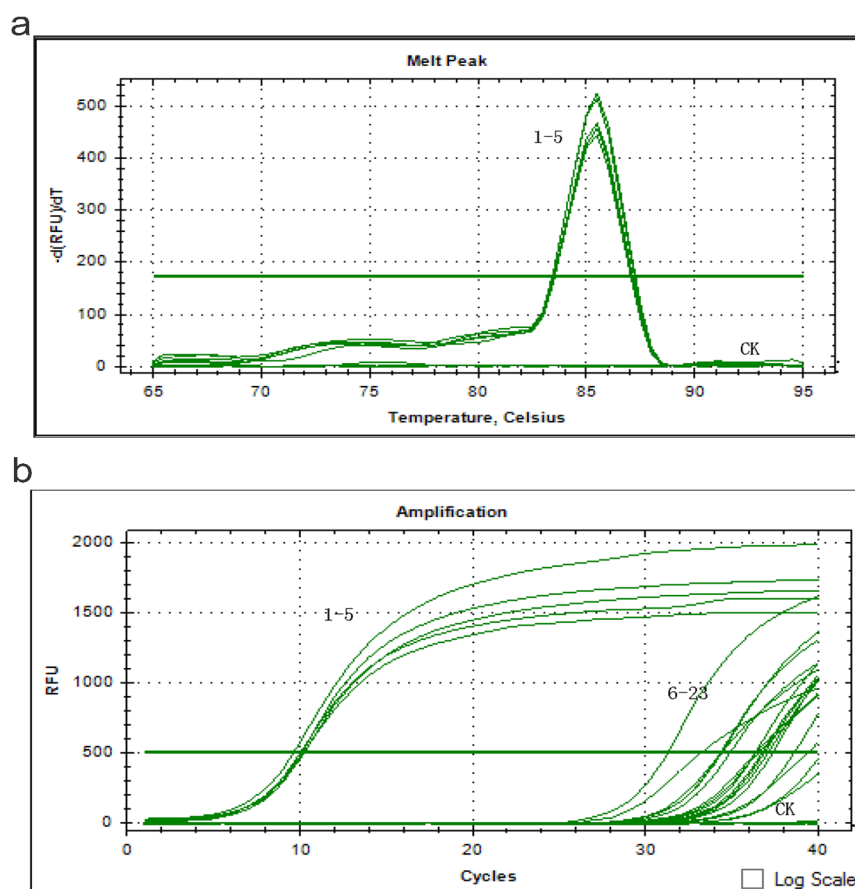 a
Melt Peak
500
400
300
200
100
0
-d(RFU)/dT
1-5
CK
65 70 75 80 85 90 95
Temperature, Celsius
b
Amplification
2000
1500
1000
500
0
RFU
1-5
6-23
CK
0 10 20 30 40
Cycles
Log Scale